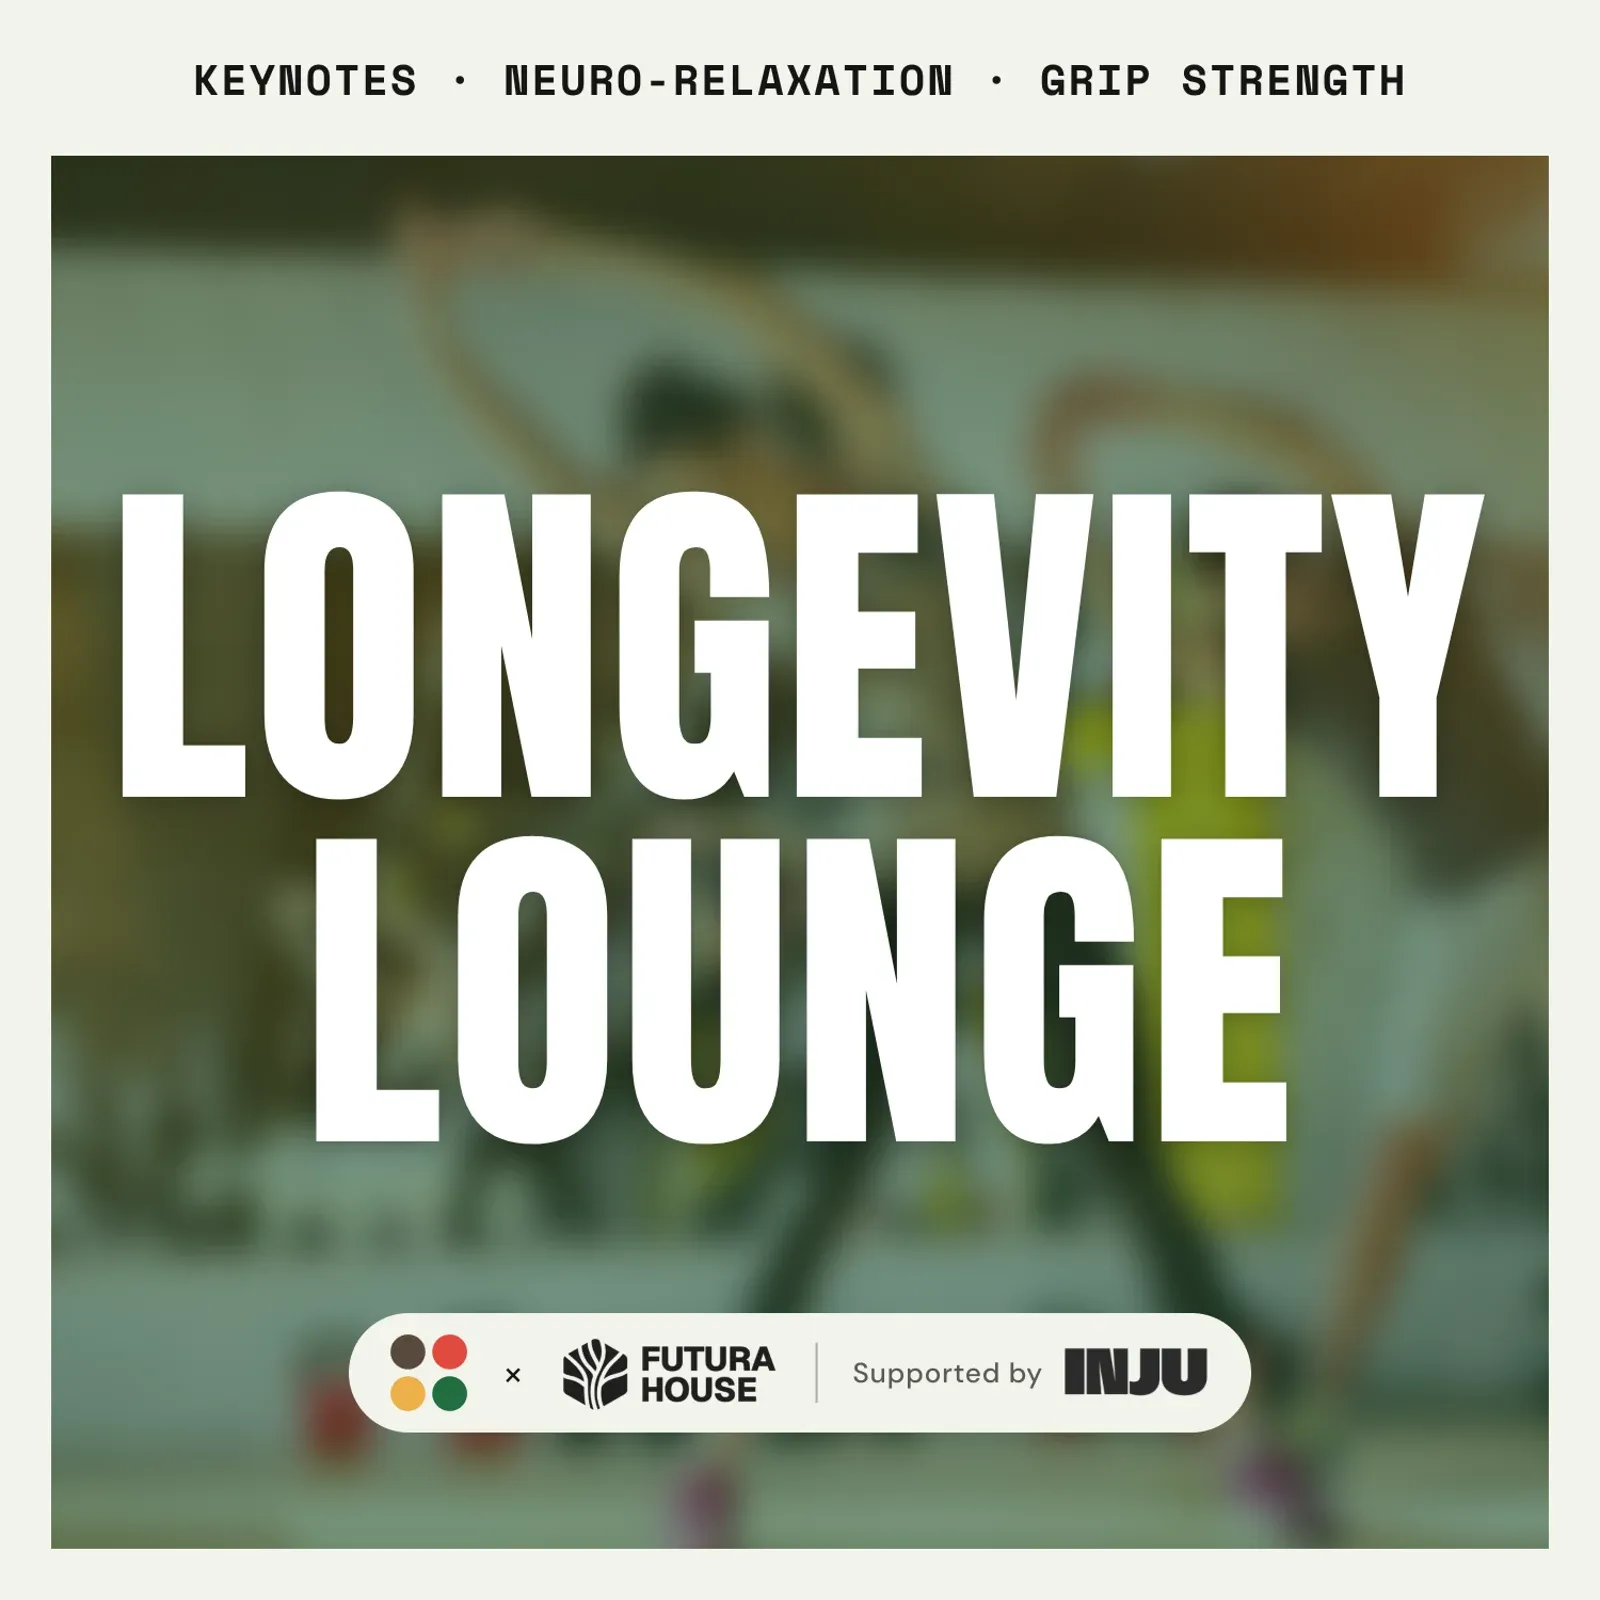 KEYNOTES · NEURO-RELAXATION · GRIP STRENGTH
LONGEVITY
LOUNGE
× FUTURA HOUSE Supported by INJU